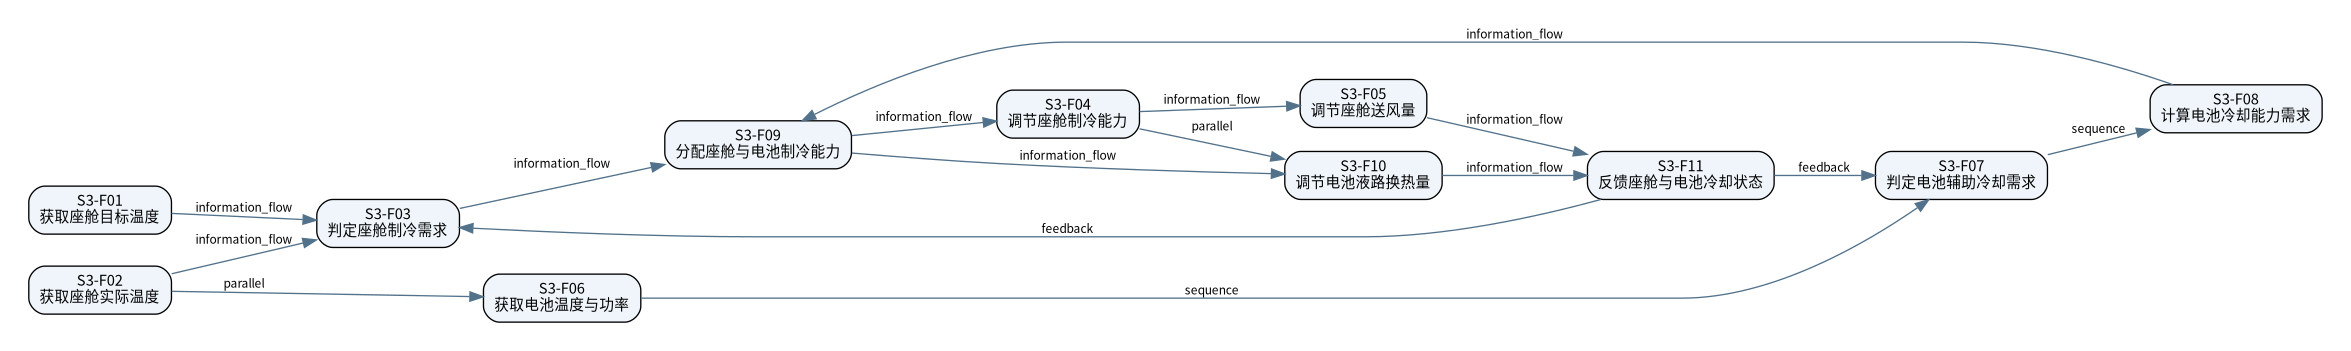 information_flow
S3-F05
调节座舱送风量
S3-F08
计算电池冷却能力需求
S3-F04
调节座舱制冷能力
information_flow
information_flow
parallel
information_flow
sequence
S3-F09
分配座舱与电池制冷能力
information_flow
information_flow
S3-F10
调节电池液路换热量
information_flow
S3-F11
反馈座舱与电池冷却状态
feedback
S3-F07
判定电池辅助冷却需求
S3-F01
获取座舱目标温度
information_flow
S3-F03
判定座舱制冷需求
feedback
information_flow
S3-F02
获取座舱实际温度
parallel
S3-F06
获取电池温度与功率
sequence